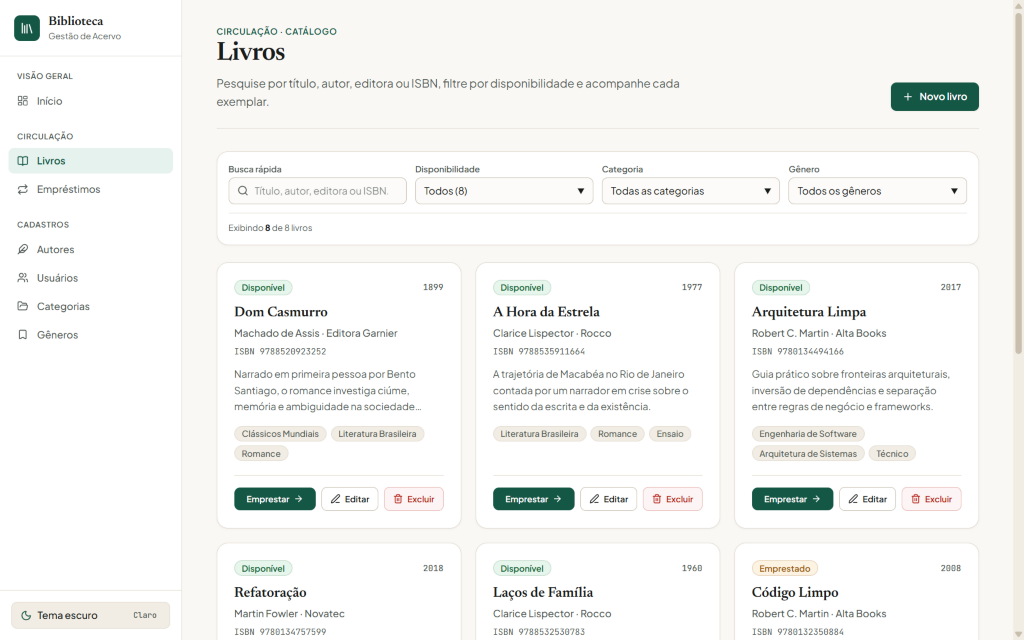 Biblioteca
Gestão de Acervo
VISÃO GERAL
Início
CIRCULAÇÃO
Livros
Empréstimos
CADASTROS
Autores
Usuários
Categorias
Gêneros
Tema escuro Claro
CIRCULAÇÃO · CATÁLOGO
Livros
Pesquise por título, autor, editora ou ISBN, filtre por disponibilidade e acompanhe cada
exemplar.
+ Novo livro
Busca rápida
Título, autor, editora ou ISBN.
Disponibilidade
Todos (8)
Categoria
Todas as categorias
Gênero
Todos os gêneros
Exibindo 8 de 8 livros
Disponível 1899
Dom Casmurro
Machado de Assis · Editora Garnier
ISBN 9788520923252
Narrado em primeira pessoa por Bento
Santiago, o romance investiga ciúme,
memória e ambiguidade na sociedade…
Clássicos Mundiais Literatura Brasileira
Romance
Emprestar → Editar Excluir
Disponível 1977
A Hora da Estrela
Clarice Lispector · Rocco
ISBN 9788535911664
A trajetória de Macabéa no Rio de Janeiro
contada por um narrador em crise sobre o
sentido da escrita e da existência.
Literatura Brasileira Romance Ensaio
Emprestar → Editar Excluir
Disponível 2017
Arquitetura Limpa
Robert C. Martin · Alta Books
ISBN 9780134494166
Guia prático sobre fronteiras arquiteturais,
inversão de dependências e separação
entre regras de negócio e frameworks.
Engenharia de Software
Arquitetura de Sistemas Técnico
Emprestar → Editar Excluir
Disponível 2018
Refatoração
Martin Fowler · Novatec
ISBN 9780134757599
Disponível 1960
Laços de Família
Clarice Lispector · Rocco
ISBN 9788532530783
Emprestado 2008
Código Limpo
Robert C. Martin · Alta Books
ISBN 9780132350884